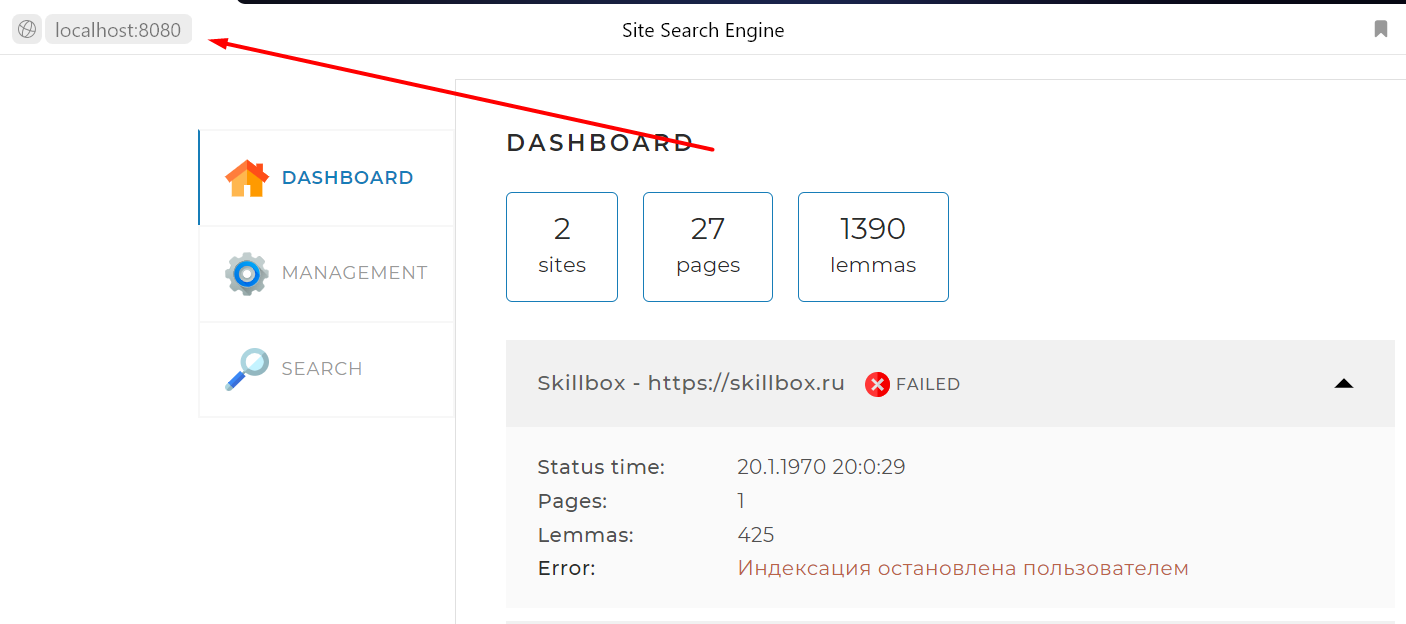 localhost:8080
Site Search Engine
DASHBOARD
MANAGEMENT
SEARCH
DASHBOARD
2
sites
27
pages
1390
lemmas
Skillbox - https://skillbox.ru
FAILED
Status time: 20.1.1970 20:0:29
Pages: 1
Lemmas: 425
Error: Индексация остановлена пользователем